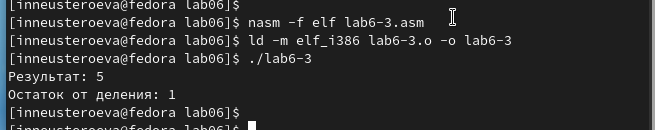 [inneusteroeva@fedora lab06]$
[inneusteroeva@fedora lab06]$ nasm -f elf lab6-3.asm
[inneusteroeva@fedora lab06]$ ld -m elf_i386 lab6-3.o -o lab6-3
[inneusteroeva@fedora lab06]$ ./lab6-3
Результат: 5
Остаток от деления: 1
[inneusteroeva@fedora lab06]$
[inneusteroeva@fedora lab06]$